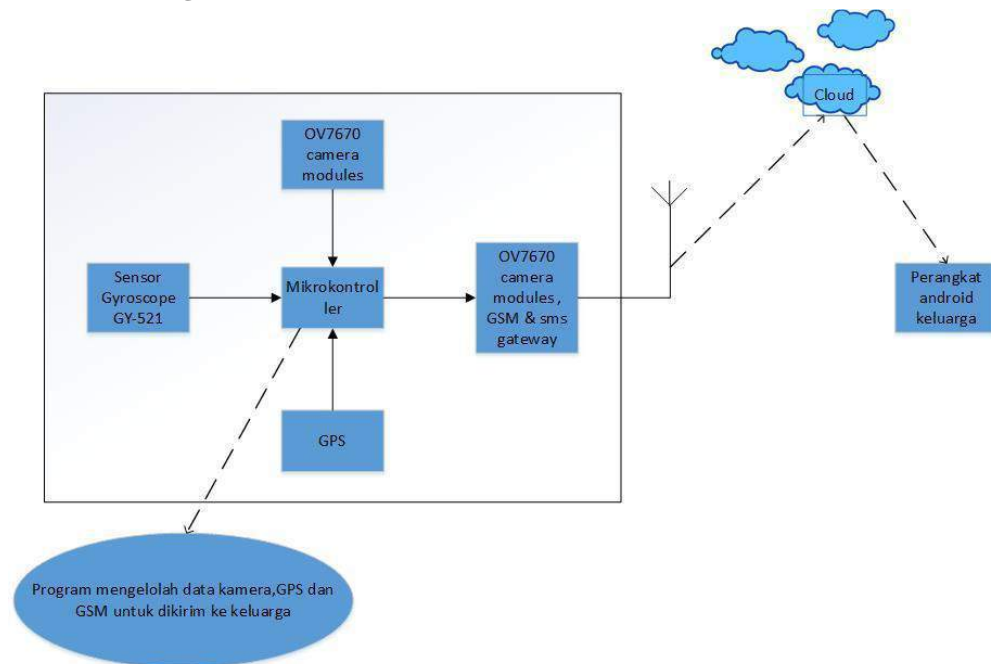 Cloud
OV7670
camera
modules
Sensor
Gyroscope
GY-521
Mikrokontrol
ler
OV7670
camera
modules ,
GSM & sms
gateway
Perangkat
android
keluarga
GPS
Program mengelolah data kamera,GPS dan
GSM untuk dikirim ke keluarga